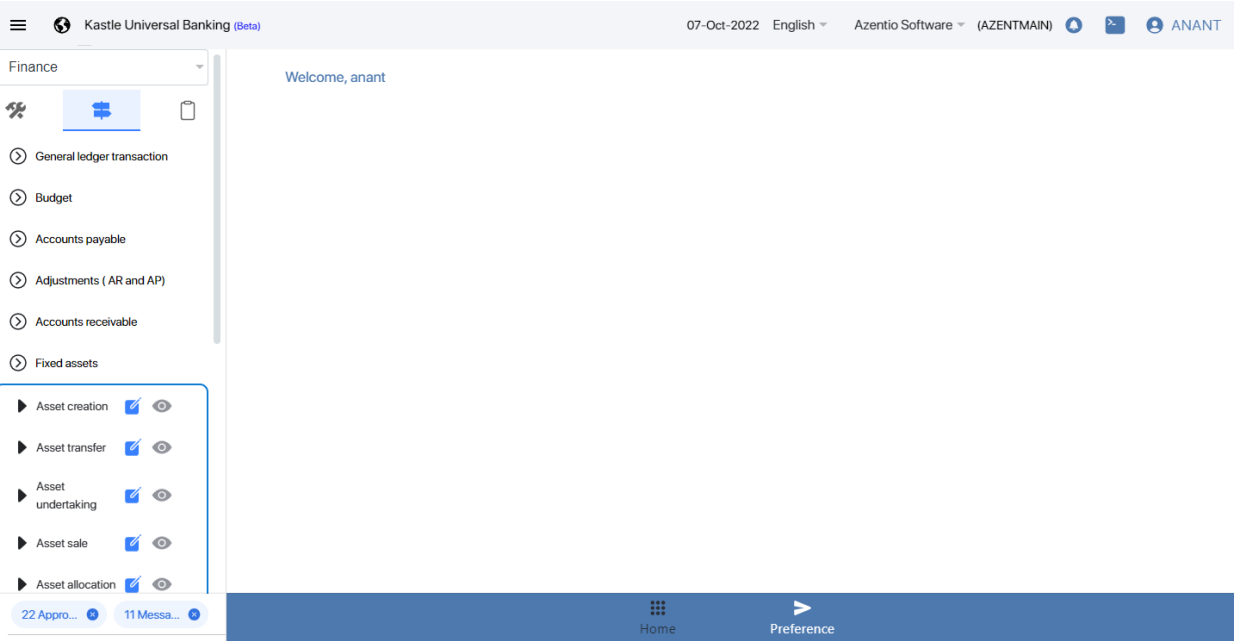 Kastle Universal Banking (Beta)
07-Oct-2022 English Azentio Software (AZENTMAIN) ANANT
Finance
Welcome, anant
General ledger transaction
Budget
Accounts payable
Adjustments ( AR and AP)
Accounts receivable
Fixed assets
Asset creation
Asset transfer
Asset
undertaking
Asset sale
Asset allocation
22 Appro...
11 Messa...
Home
Preference